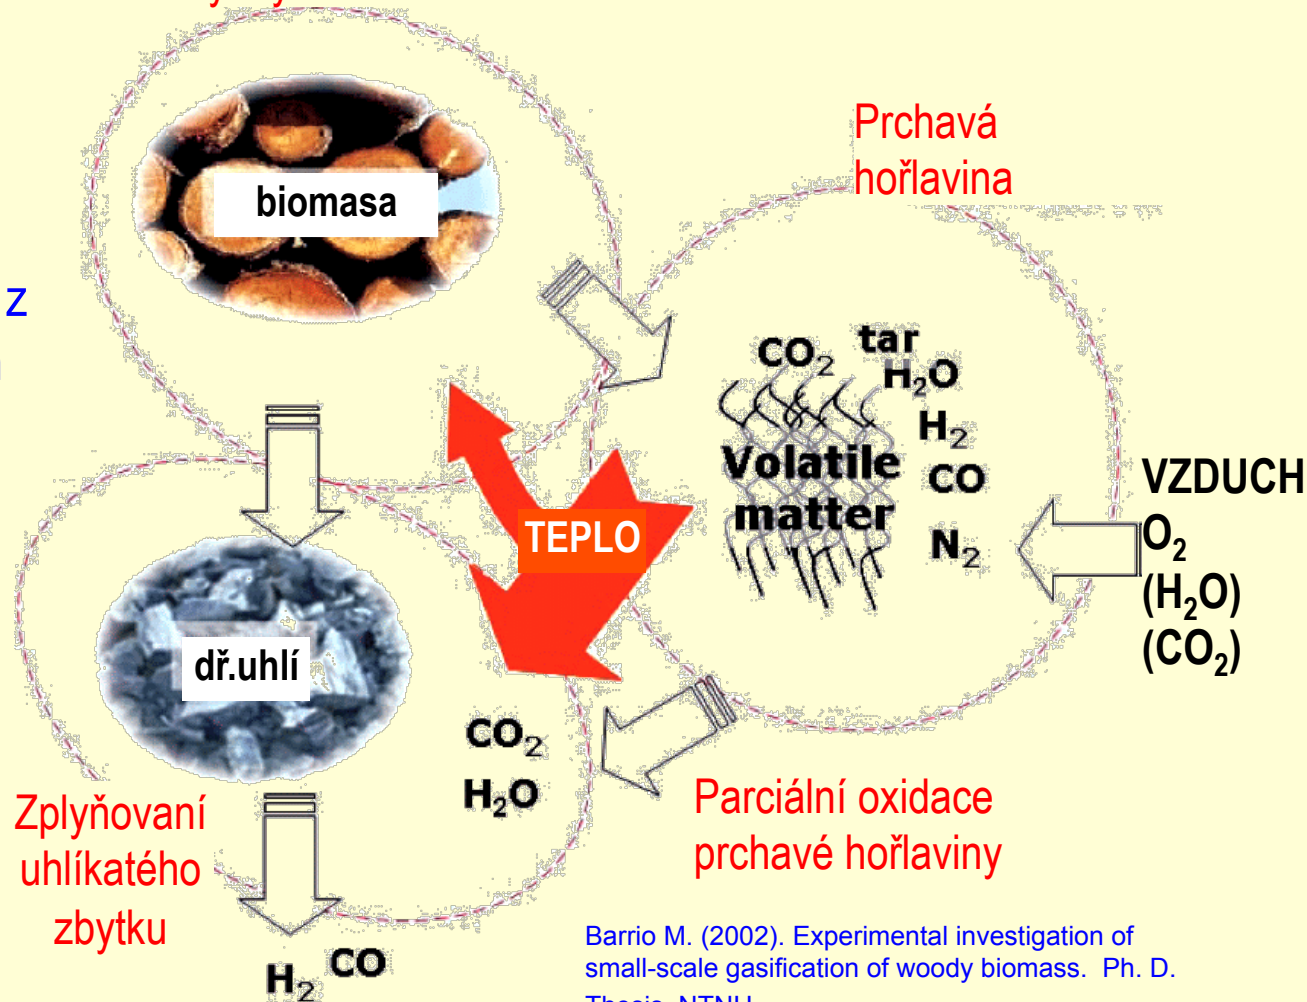 Prchavá
hořlavina
biomasa
z
CO₂
tar
H₂O
H₂
Volatile
matter
CO
N₂
VZDUCH
O₂
(H₂O)
(CO₂)
TEPLO
dř.uhlí
CO₂
H₂O
Zplyňovaní
uhlíkatého
zbytku
Parciální oxidace
prchavé hořlaviny
H₂
CO
Barrio M. (2002). Experimental investigation of
small-scale gasification of woody biomass. Ph. D.
Thesis, NTNU